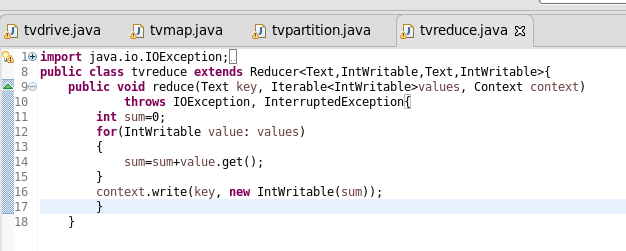 tvdrive.java tvmap.java tvpartition.java tvreduce.java
1 import java.io.IOException;
8 public class tvreduce extends Reducer<Text,IntWritable,Text,IntWritable>{
9 public void reduce(Text key, Iterable<IntWritable>values, Context context)
10 throws IOException, InterruptedException{
11 int sum=0;
12 for(IntWritable value: values)
13 {
14 sum=sum+value.get();
15 }
16 context.write(key, new IntWritable(sum));
17 }
18 }